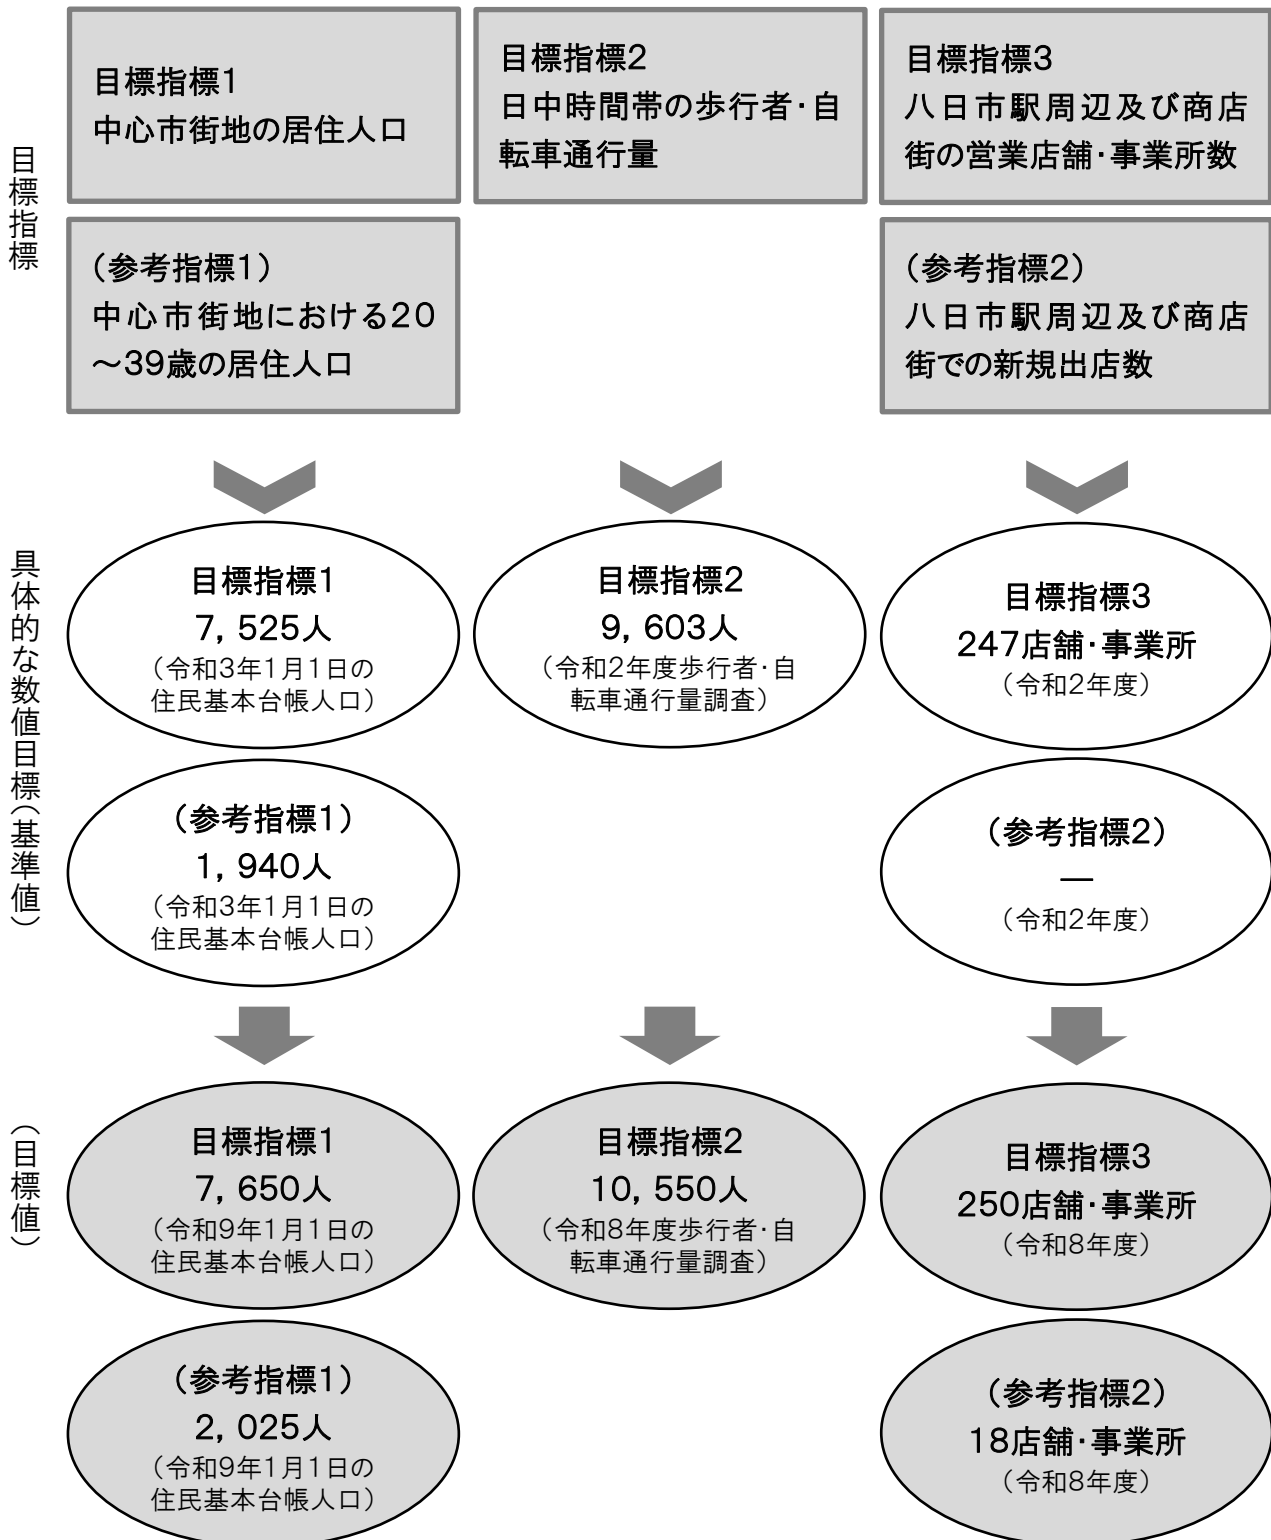 目標指標
目標指標1
中心市街地の居住人口
目標指標2
日中時間帯の歩行者・自
転車通行量
目標指標3
八日市駅周辺及び商店
街の営業店舗・事業所数
（参考指標1）
中心市街地における20
～39歳の居住人口
（参考指標2）
八日市駅周辺及び商店
街での新規出店数
具体的な数値目標（基準値）
目標指標1
7,525人
（令和3年1月1日の
住民基本台帳人口）
目標指標2
9,603人
（令和2年度歩行者・自
転車通行量調査）
目標指標3
247店舗・事業所
（令和2年度）
（参考指標1）
1,940人
（令和3年1月1日の
住民基本台帳人口）
（参考指標2）
―
（令和2年度）
（目標値）
目標指標1
7,650人
（令和9年1月1日の
住民基本台帳人口）
目標指標2
10,550人
（令和8年度歩行者・自
転車通行量調査）
目標指標3
250店舗・事業所
（令和8年度）
（参考指標1）
2,025人
（令和9年1月1日の
住民基本台帳人口）
（参考指標2）
18店舗・事業所
（令和8年度）